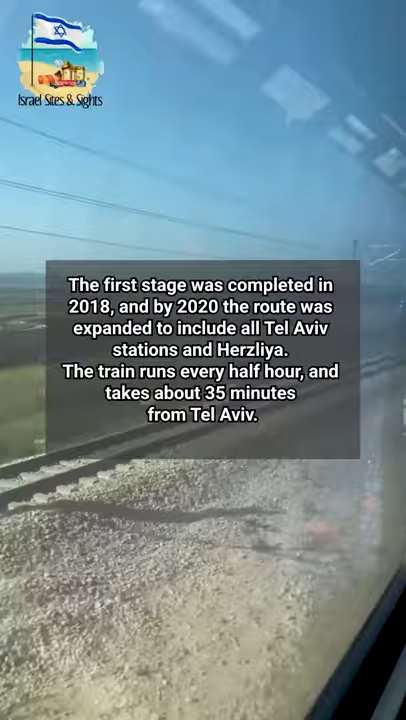 Israel Sites & Sights
The first stage was completed in
2018, and by 2020 the route was
expanded to include all Tel Aviv
stations and Herzliya.
The train runs every half hour, and
takes about 35 minutes
from Tel Aviv.